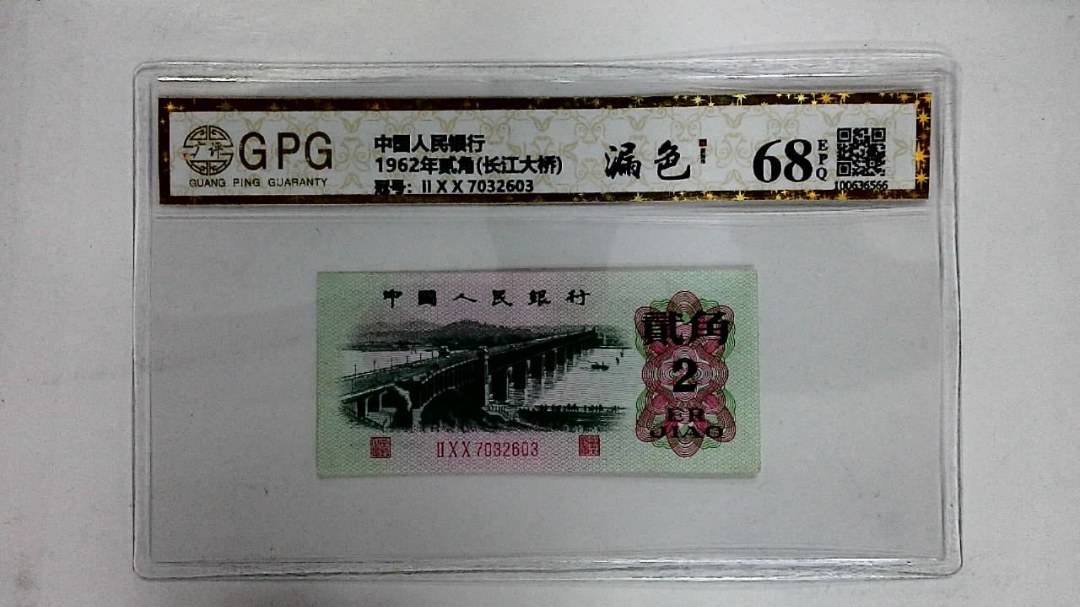 广评
GPG
GUANG PING GUARANTY
中国人民银行
1962年贰角(长江大桥)
冠号: II X X 7032603
漏色
68
EPQ
100636566
中國人民銀行
貳角
2
ER
JIAO
II X X 7032603